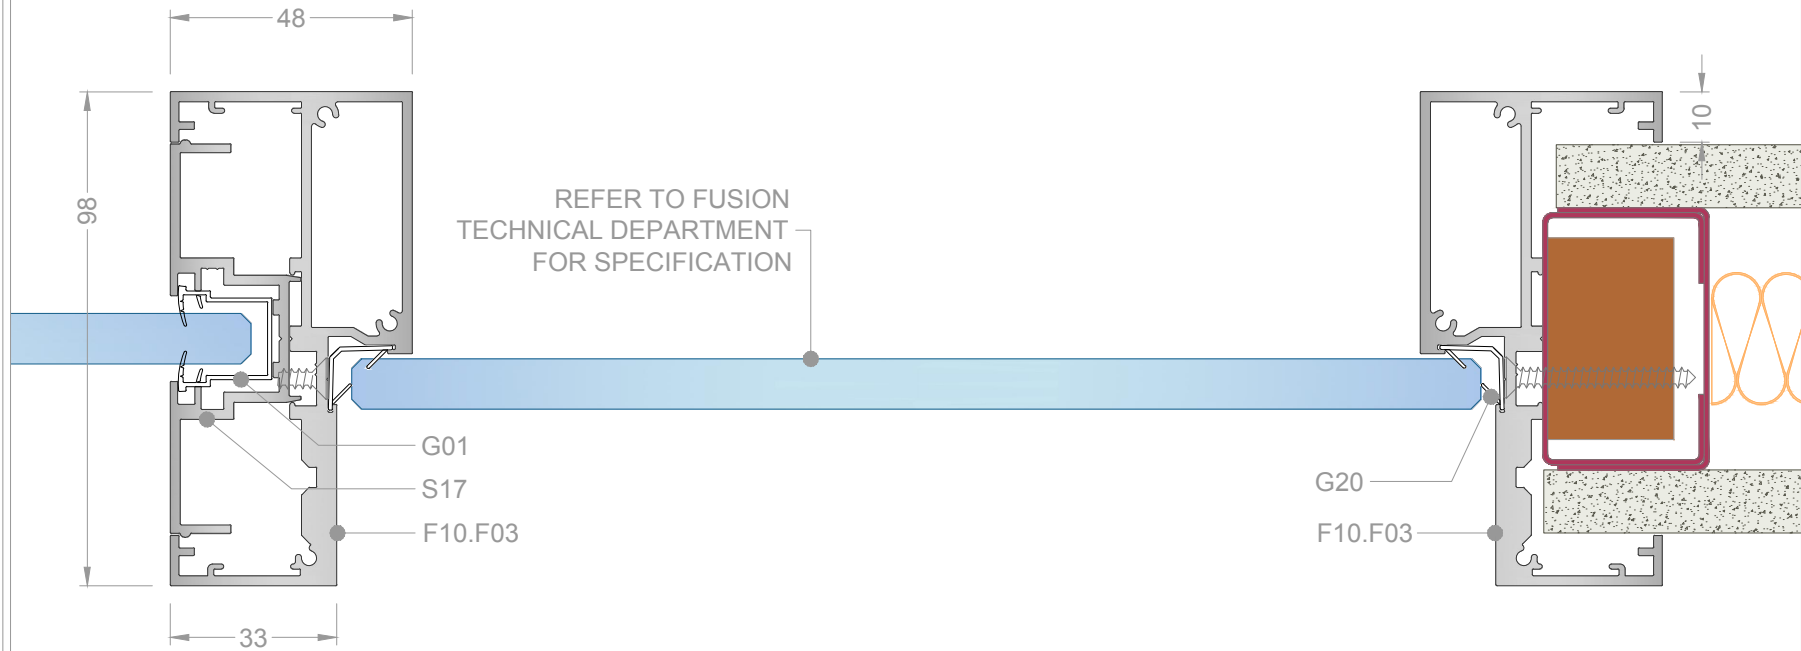 48
10
98
REFER TO FUSION
TECHNICAL DEPARTMENT
FOR SPECIFICATION
G01
S17
F10.F03
G20
F10.F03
33